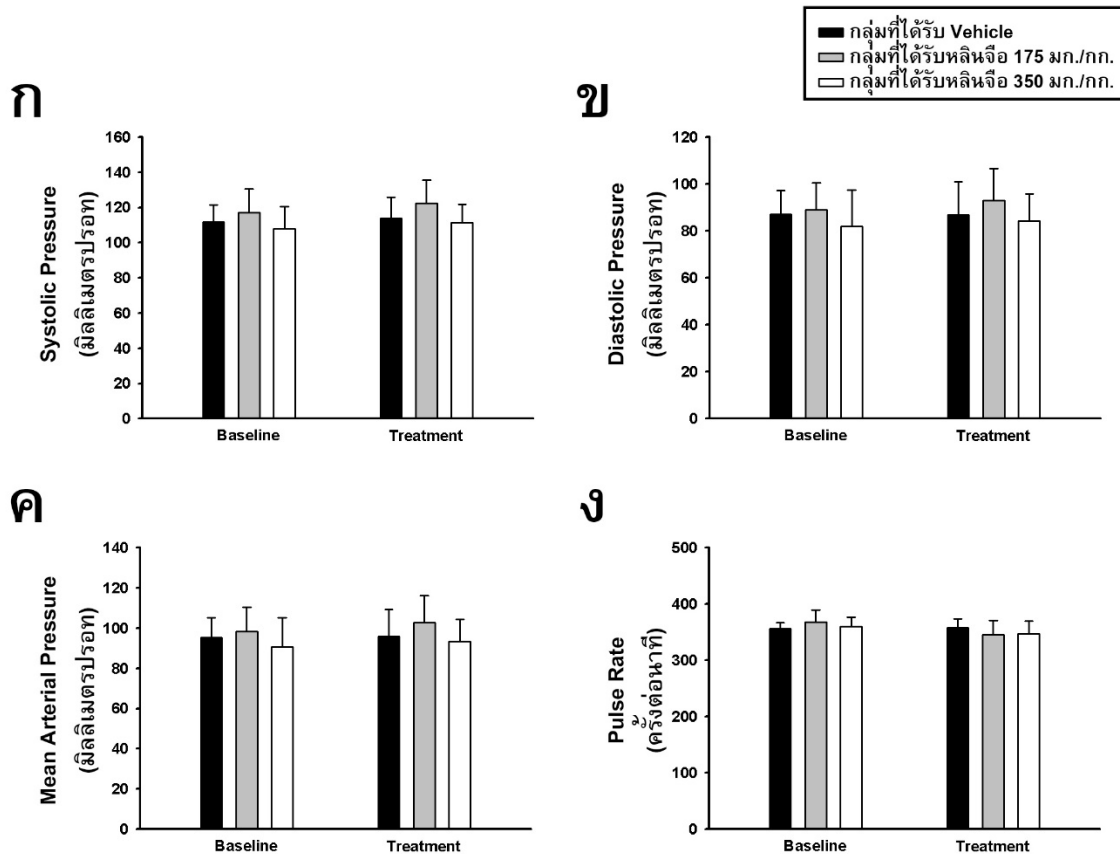 กลุ่มที่ได้รับ Vehicle
กลุ่มที่ได้รับหลินจือ 175 มก./กก.
กลุ่มที่ได้รับหลินจือ 350 มก./กก.
ก
Systolic Pressure
(มิลลิเมตรปรอท)
160
140
120
100
80
60
40
20
0
Baseline
Treatment
ข
Diastolic Pressure
(มิลลิเมตรปรอท)
120
100
80
60
40
20
0
Baseline
Treatment
ค
Mean Arterial Pressure
(มิลลิเมตรปรอท)
140
120
100
80
60
40
20
0
Baseline
Treatment
ง
Pulse Rate
(ครั้งต่อนาที)
500
400
300
200
100
0
Baseline
Treatment